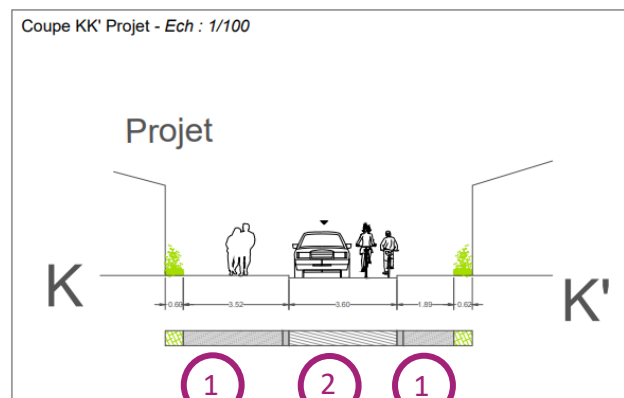 Coupe KK' Projet - Ech : 1/100
Projet
K
K'
0.60 3.52 3.60 1.89 0.62
1 2 1